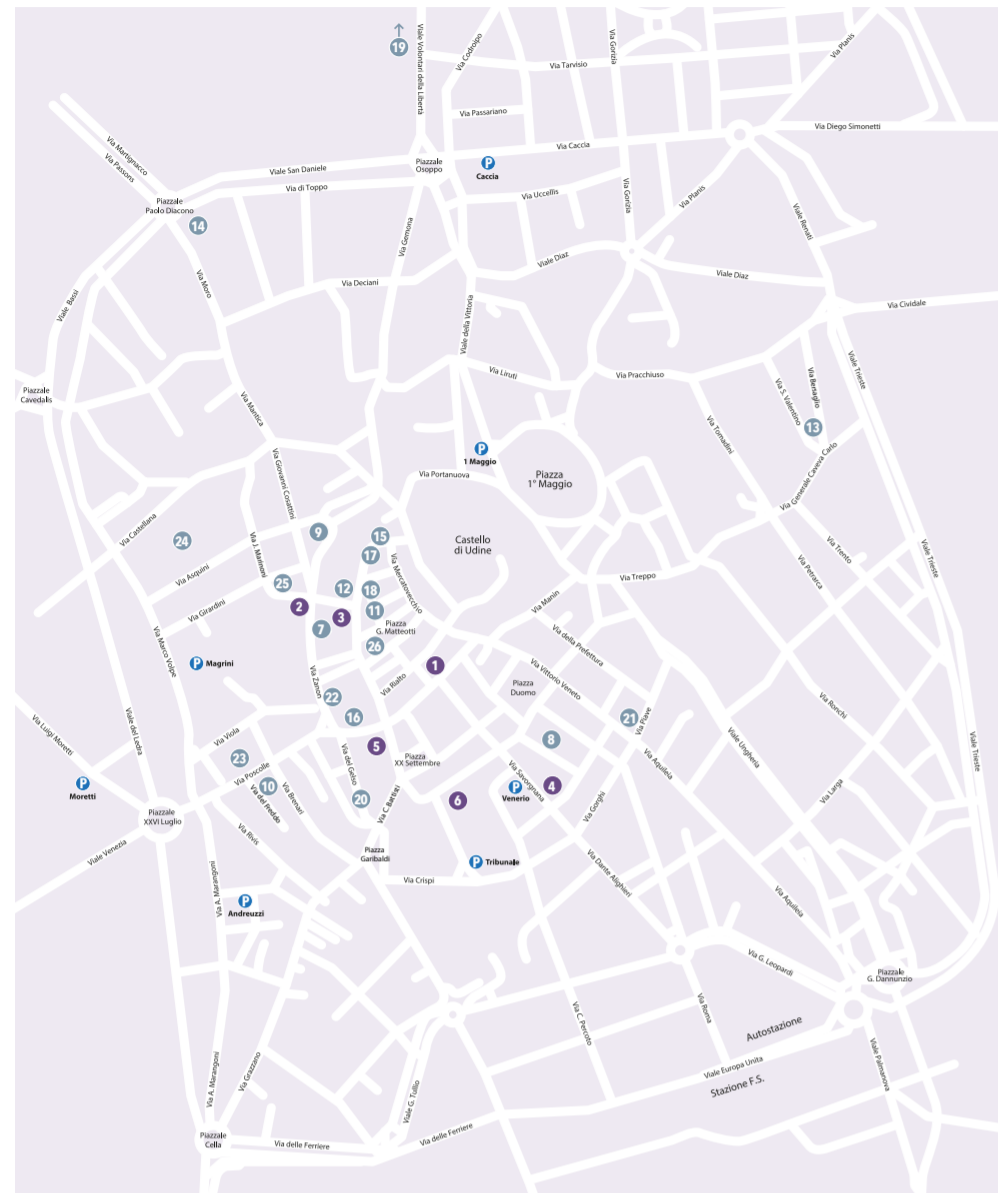 19
Viale Volontari della Libertà
Via Codroipo
Via Gorizia
Via Planis
Via Tarvisio
Via Passariano
Via Diego Simonetti
Via Martignacco
Via Passons
Viale San Daniele
Piazzale
Osoppo
P
Caccia
Via Caccia
Via di Toppo
Via Uccellis
Via Gorizia
Via Planis
Piazzale
Paolo Diacono
14
Via Gemona
Viale Renati
Viale Diaz
Viale Diaz
Via Moro
Via Deciani
Viale Bassi
Viale della Vittoria
Via Cividale
Via Liruti
Via Pracchiuso
Viale Trieste
Piazzale
Cavedalis
Via Mantica
Via S. Valentino
Via Benaglio
13
Via Tomadini
P
1 Maggio
Via Giovanni Cosattini
Via Portanuova
Piazza
1° Maggio
Via Generale Caveva Carlo
Via Castellana
24
Via J. Marinoni
9
15
17
Castello
di Udine
Via Mercatovecchio
Via Trento
Via Petrarca
Viale Trieste
Via Asquini
25
12
18
Via Treppo
Via Girardini
2
3
11
7
Piazza
G. Matteotti
Via Manin
26
Via della Prefettura
Via Marco Volpe
P
Magrini
1
Via Zanon
Via Rialto
Via Vittorio Veneto
Piazza
Duomo
22
16
21
Via Piave
Via Ronchi
Viale del Ledra
Via Luigi Moretti
Via Viola
5
8
Viale Ungheria
Viale Trieste
23
Via del Gelso
Piazza
XX Settembre
Via Aquileia
Via Poscolle
P
Moretti
10
Via del Freddo
Via Brenari
20
Via C. Battisti
6
Via Savorgnana
P
Venerio
4
Via Gorghi
Via Larga
Piazzale
XXVI Luglio
Via Rivis
Viale Venezia
Piazza
Garibaldi
P
Tribunale
Via Dante Alighieri
Via Crispi
Via A. Marangoni
P
Andreuzzi
Via Aquileia
Via G. Leopardi
Piazzale
G. Dannunzio
Via C. Percoto
Via Roma
Autostazione
Viale Europa Unita
Stazione F.S.
Viale Palmanova
Via A. Marangoni
Via Grazzano
Viale G. Tullio
Piazzale
Cella
Via delle Ferriere
Via delle Ferriere